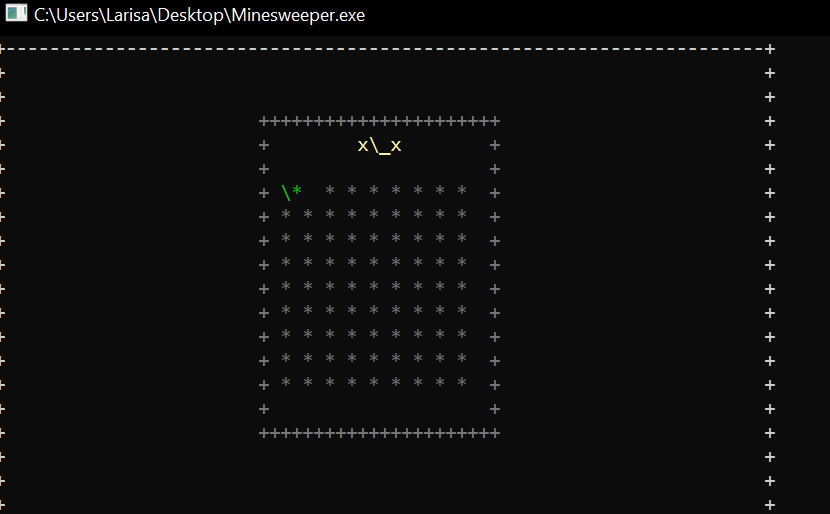 C:\Users\Larisa\Desktop\Minesweeper.exe
+---------------------------------------------------------------------+
+                                                                     +
+                                                                     +
+                       ++++++++++++++++++++++                        +
+                       +        x\_x        +                        +
+                       +                    +                        +
+                       + \*  * * * * * * *  +                        +
+                       + * * * * * * * * *  +                        +
+                       + * * * * * * * * *  +                        +
+                       + * * * * * * * * *  +                        +
+                       + * * * * * * * * *  +                        +
+                       + * * * * * * * * *  +                        +
+                       + * * * * * * * * *  +                        +
+                       + * * * * * * * * *  +                        +
+                       + * * * * * * * * *  +                        +
+                       +                    +                        +
+                       ++++++++++++++++++++++                        +
+                                                                     +
+                                                                     +
+                                                                     +